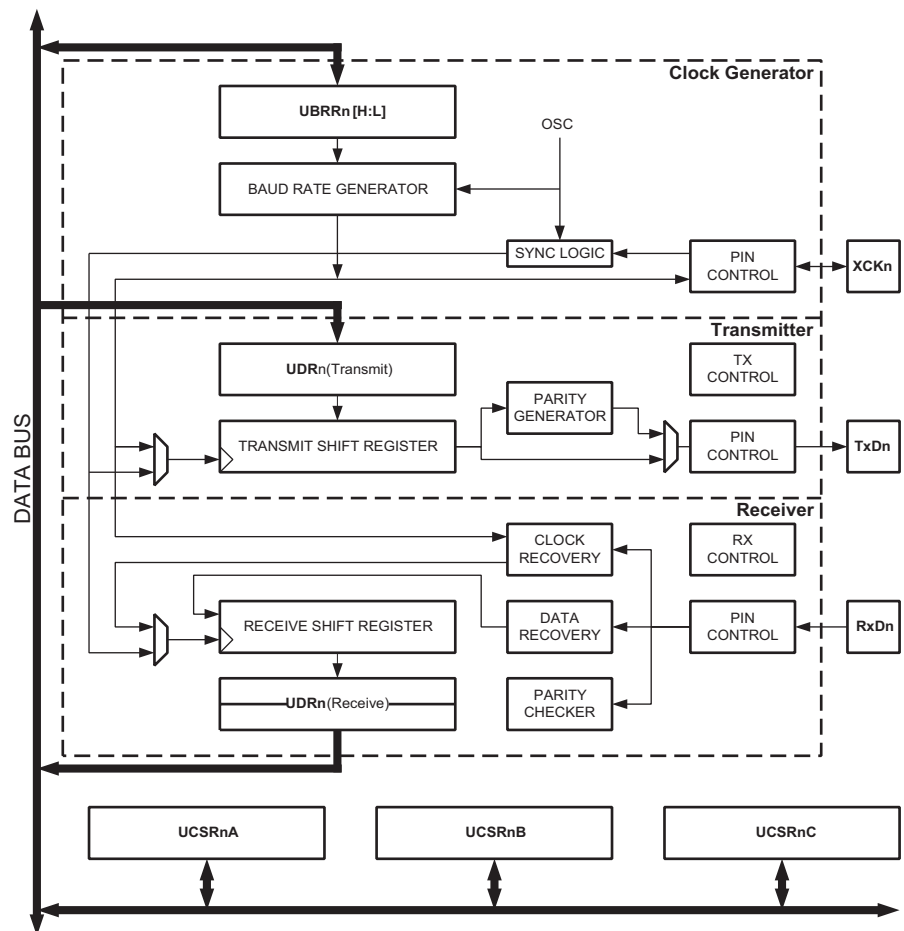 Clock Generator
UBRRn [H:L]
OSC
BAUD RATE GENERATOR
SYNC LOGIC
PIN
CONTROL
XCKn
DATA BUS
Transmitter
UDRn(Transmit)
TX
CONTROL
PARITY
GENERATOR
TRANSMIT SHIFT REGISTER
PIN
CONTROL
TxDn
Receiver
CLOCK
RECOVERY
RX
CONTROL
RECEIVE SHIFT REGISTER
DATA
RECOVERY
PIN
CONTROL
RxDn
UDRn(Receive)
PARITY
CHECKER
UCSRnA
UCSRnB
UCSRnC